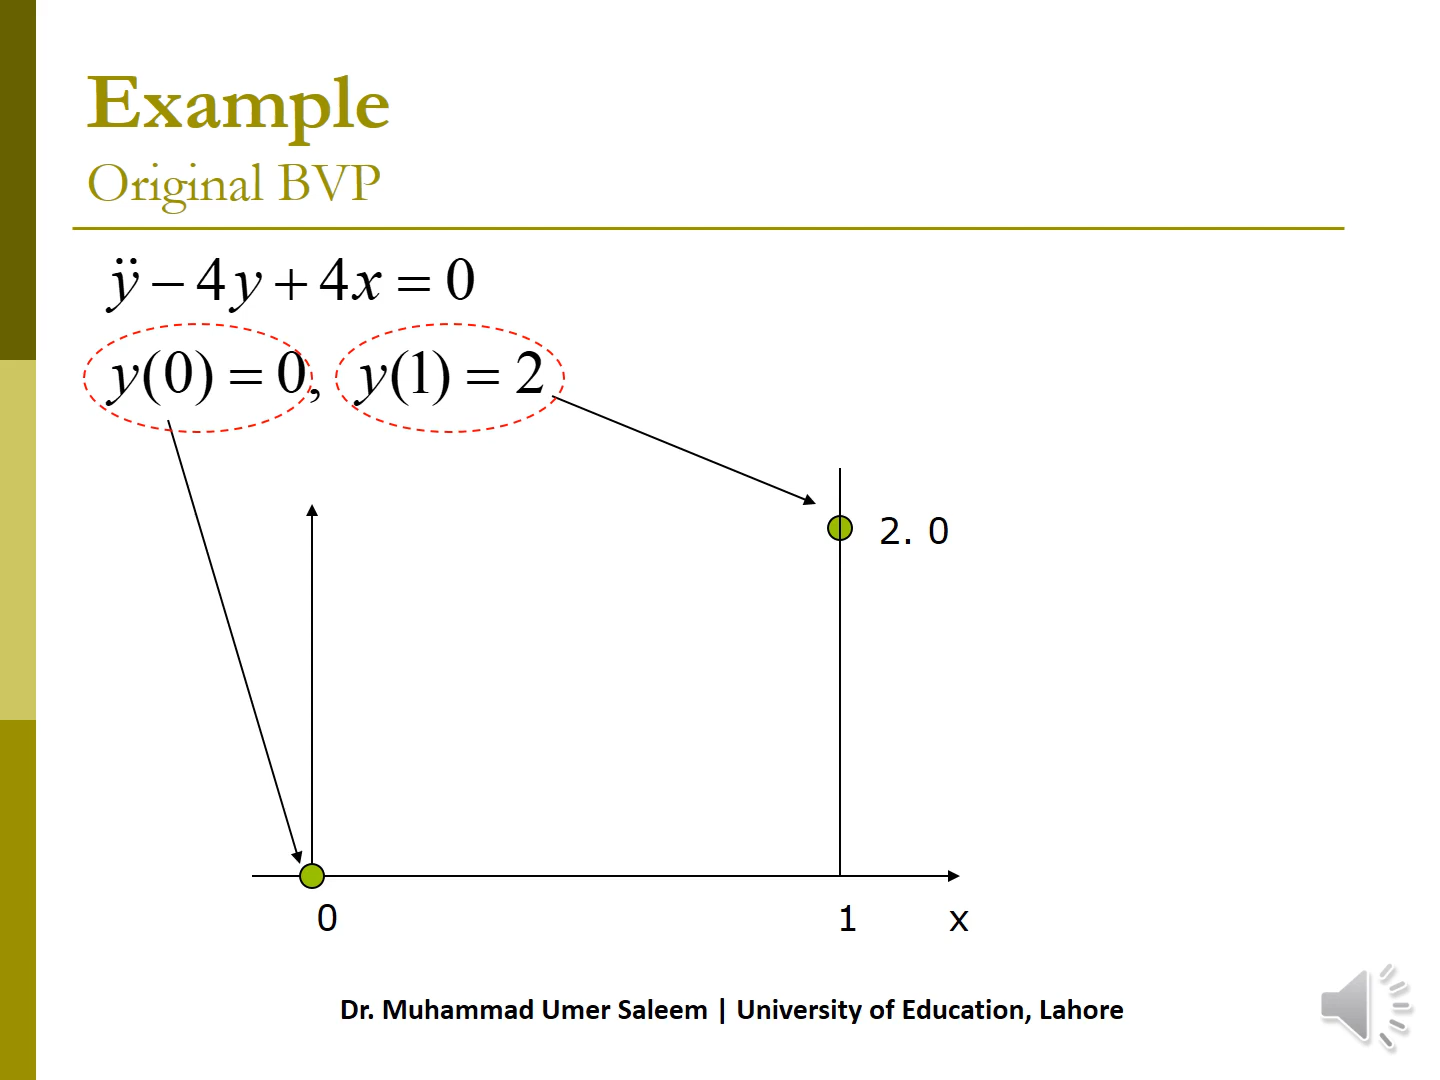 Example
Original BVP
ÿ − 4y + 4x = 0
y(0) = 0, y(1) = 2
2. 0
0 1 x
Dr. Muhammad Umer Saleem | University of Education, Lahore